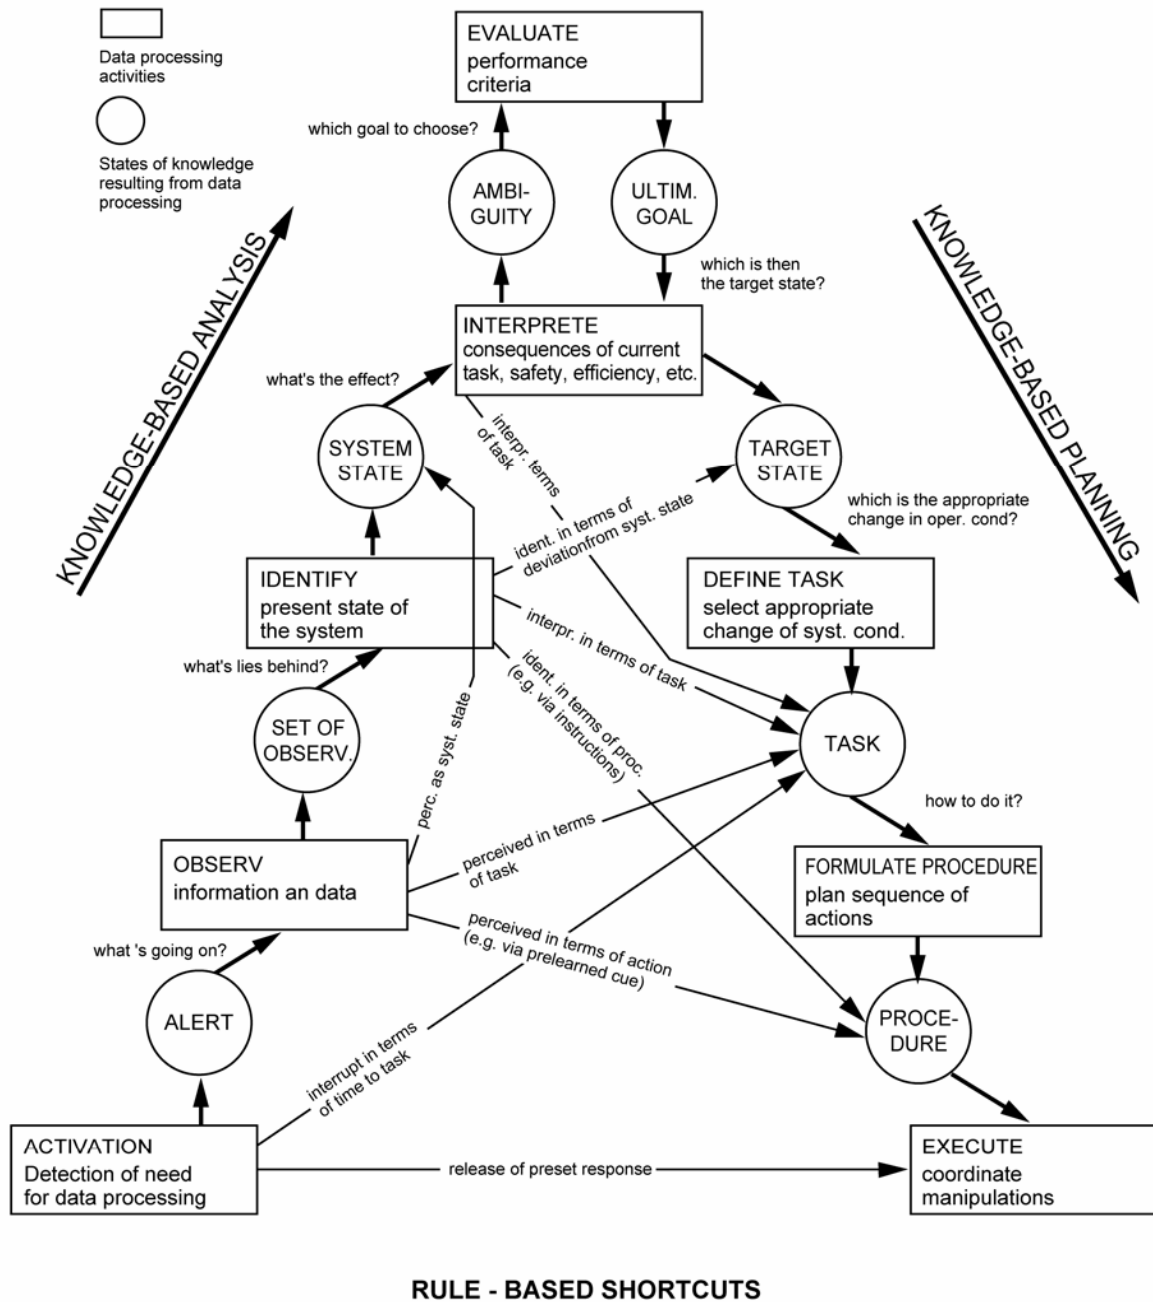 Data processing
activities
States of knowledge
resulting from data
processing
EVALUATE
performance
criteria
which goal to choose?
AMBI-
GUITY
ULTIM.
GOAL
which is then
the target state?
KNOWLEDGE-BASED ANALYSIS
KNOWLEDGE-BASED PLANNING
INTERPRETE
consequences of current
task, safety, efficiency, etc.
what's the effect?
SYSTEM
STATE
interpr. terms
of task
TARGET
STATE
which is the appropriate
change in oper. cond?
ident. in terms of
deviationfrom syst. state
IDENTIFY
present state of
the system
DEFINE TASK
select appropriate
change of syst. cond.
interpr. in terms of task
what's lies behind?
ident. in terms of proc.
(e.g. via instructions)
SET OF
OBSERV.
perc. as syst. state
TASK
how to do it?
OBSERV
information an data
perceived in terms
of task
FORMULATE PROCEDURE
plan sequence of
actions
perceived in terms of action
(e.g. via prelearned cue)
what 's going on?
ALERT
PROCE-
DURE
interrupt in terms
of time to task
ACTIVATION
Detection of need
for data processing
release of preset response
EXECUTE
coordinate
manipulations
RULE - BASED SHORTCUTS